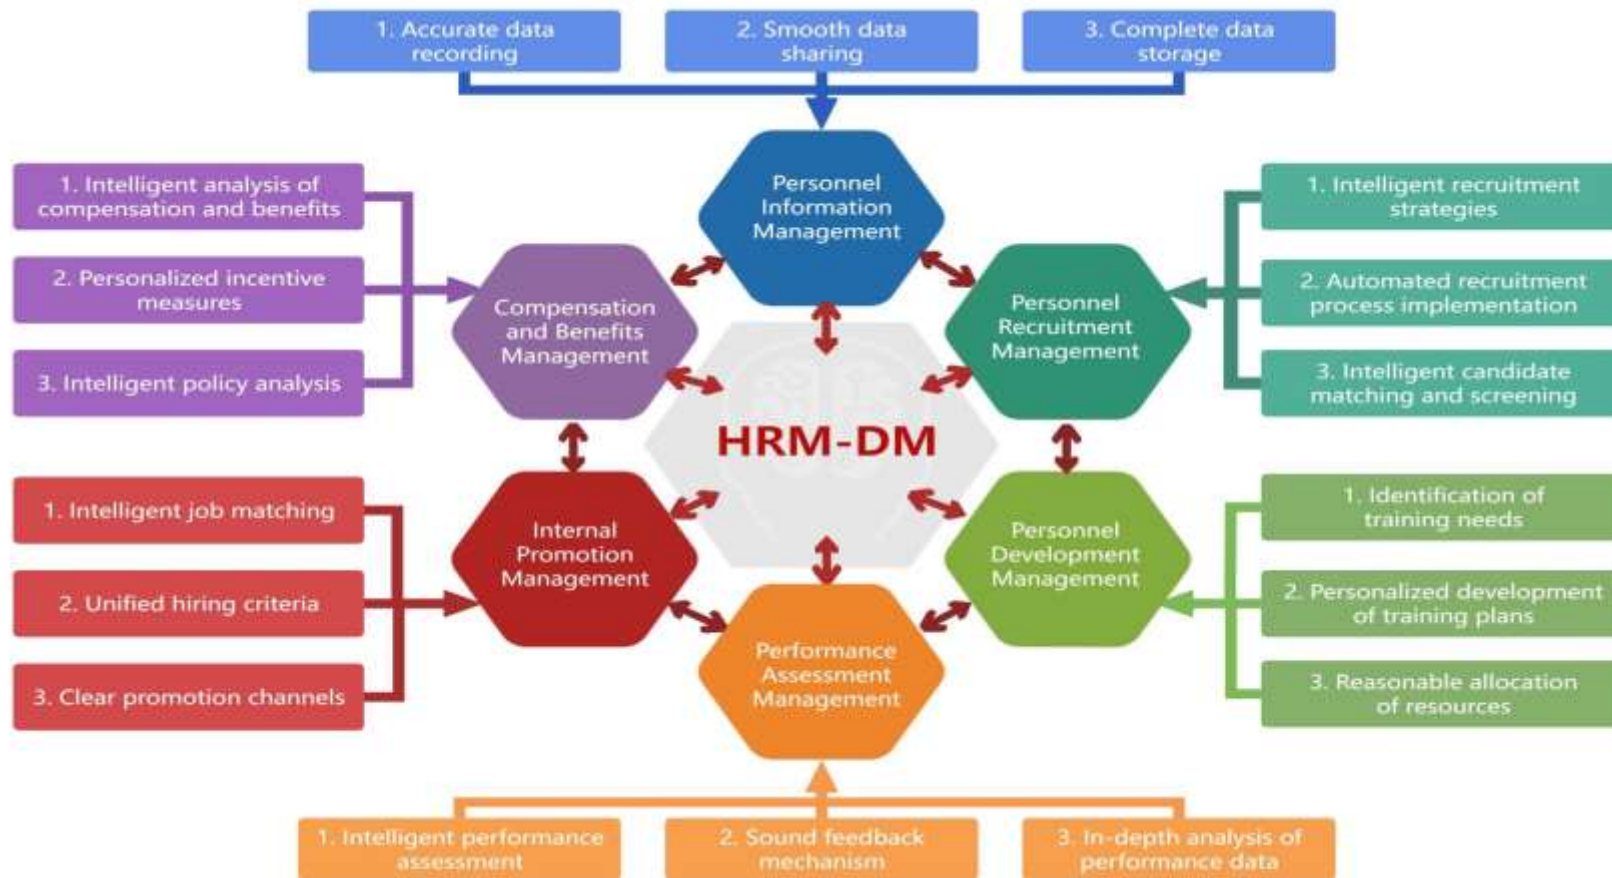 1. Accurate data
recording
2. Smooth data
sharing
3. Complete data
storage
Personnel
Information
Management
1. Intelligent analysis of
compensation and benefits
2. Personalized incentive
measures
3. Intelligent policy analysis
Compensation
and Benefits
Management
Personnel
Recruitment
Management
1. Intelligent recruitment
strategies
2. Automated recruitment
process implementation
3. Intelligent candidate
matching and screening
HRM-DM
1. Intelligent job matching
2. Unified hiring criteria
3. Clear promotion channels
Internal
Promotion
Management
Personnel
Development
Management
1. Identification of
training needs
2. Personalized development
of training plans
3. Reasonable allocation
of resources
Performance
Assessment
Management
1. Intelligent performance
assessment
2. Sound feedback
mechanism
3. In-depth analysis of
performance data